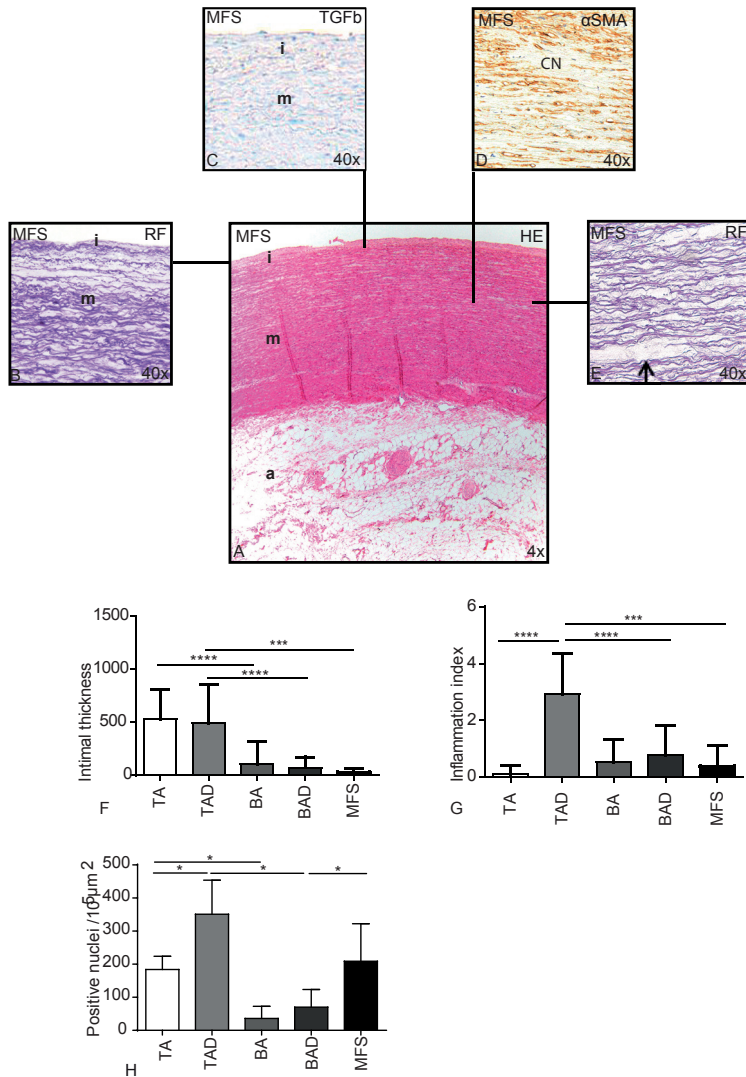 MFS TGFb
i
m
C 40x
MFS αSMA
CN
D 40x
MFS RF
i
m
B 40x
MFS HE
i
m
a
A 4x
MFS RF
E 40x
1500
1000
500
0
Intimal thickness
*** 
****
****
TA TAD BA BAD MFS
F
6
4
2
0
Inflammation index
***
**** ****
TA TAD BA BAD MFS
G
500
400
300
200
100
0
Positive nuclei /10⁵µm 2
*
* * *
TA TAD BA BAD MFS
H